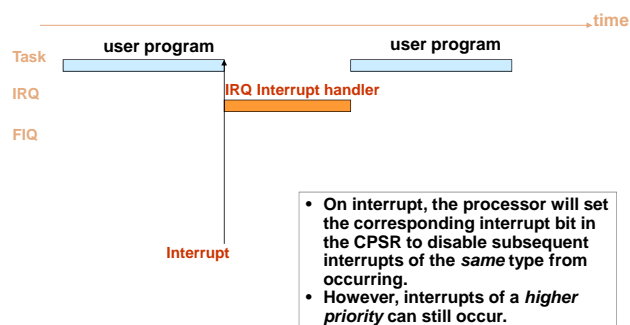 time
user program
user program
Task
IRQ Interrupt handler
IRQ
FIQ
Interrupt
• On interrupt, the processor will set
the corresponding interrupt bit in
the CPSR to disable subsequent
interrupts of the same type from
occurring.
• However, interrupts of a higher
priority can still occur.